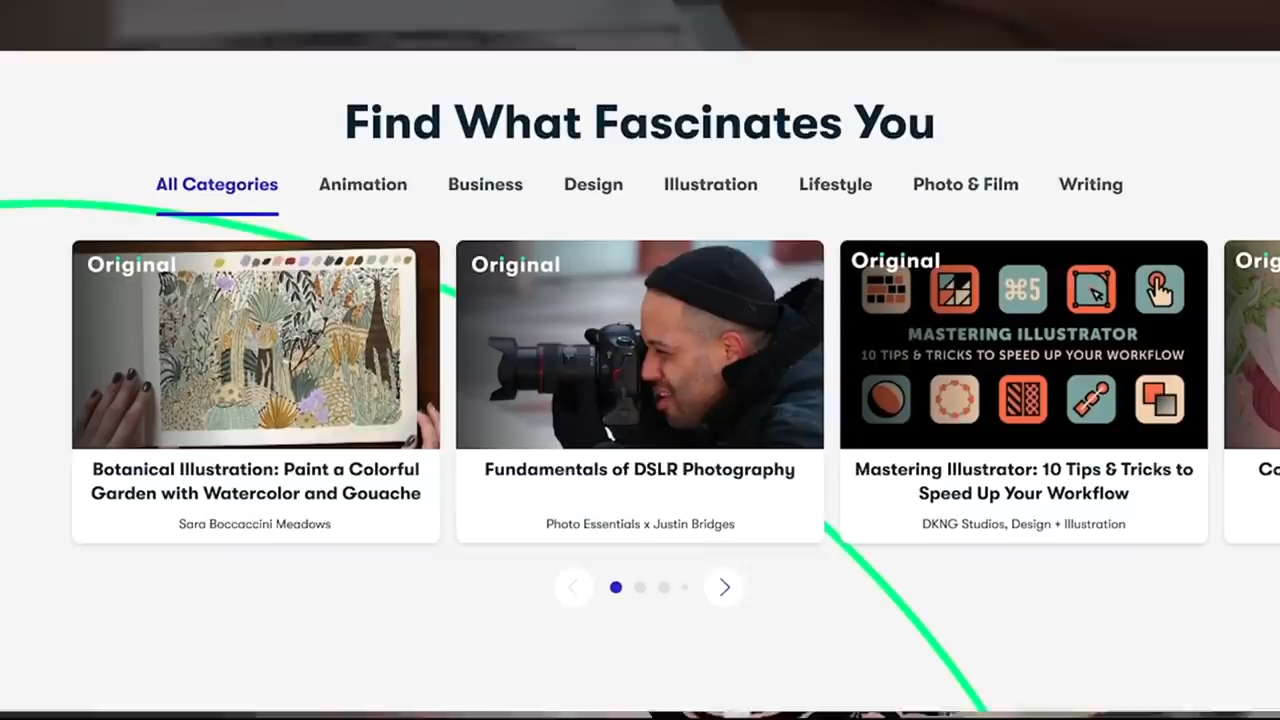 Find What Fascinates You
All Categories Animation Business Design Illustration Lifestyle Photo & Film Writing
Original
Botanical Illustration: Paint a Colorful
Garden with Watercolor and Gouache
Sara Boccaccini Meadows
Original
Fundamentals of DSLR Photography
Photo Essentials x Justin Bridges
Original
⌘5
MASTERING ILLUSTRATOR
10 TIPS & TRICKS TO SPEED UP YOUR WORKFLOW
Mastering Illustrator: 10 Tips & Tricks to
Speed Up Your Workflow
DKNG Studios, Design + Illustration
Orig
Co